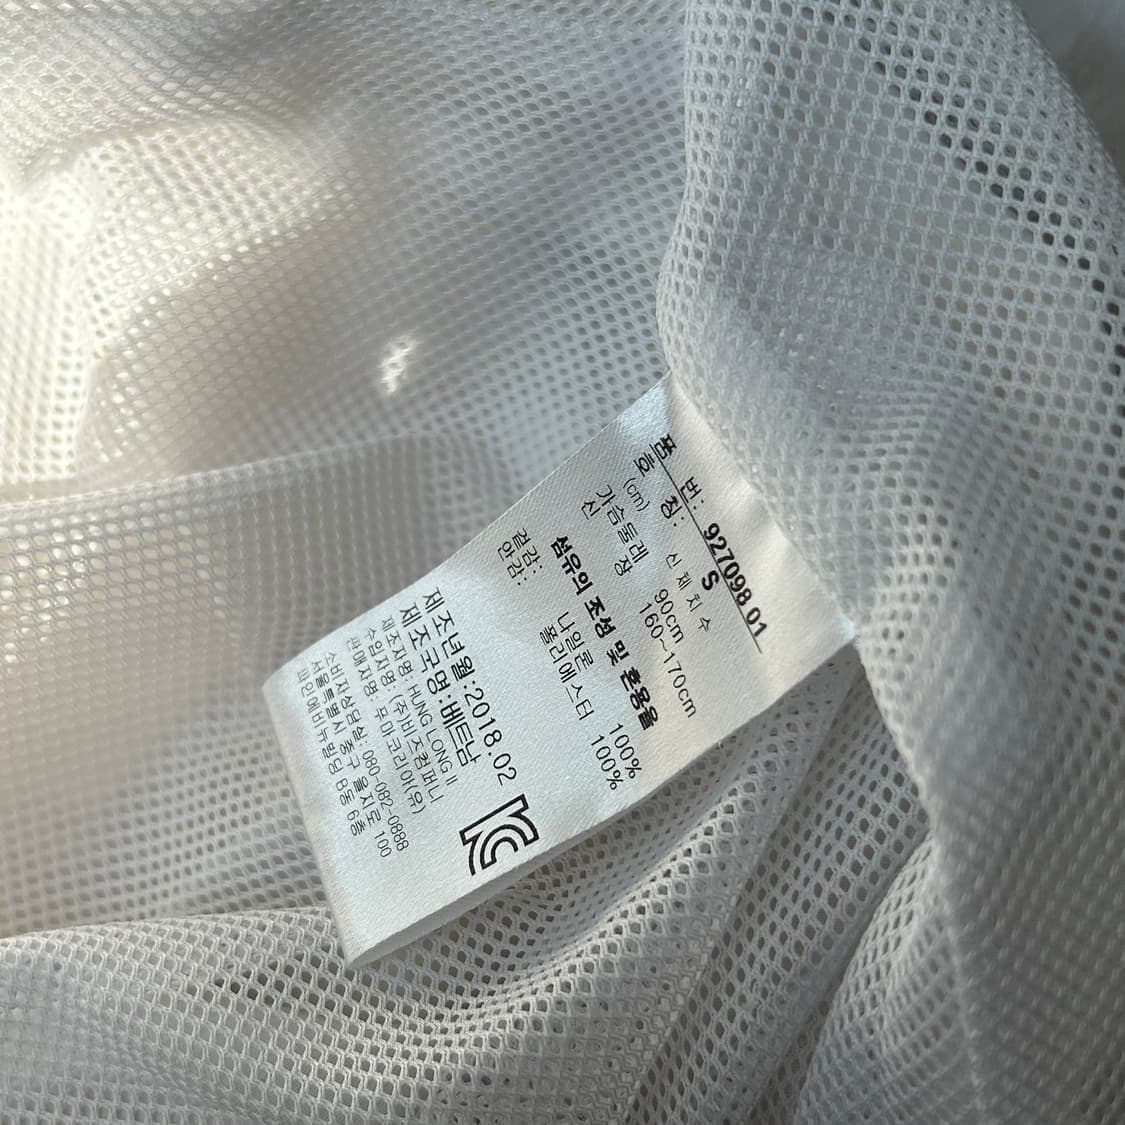 품 번: 927098 01
호 칭: S
(cm) 신 체 치 수
가슴둘레 90cm
신 장 160~170cm
섬유의 조성 및 혼용율
겉감: 나일론 100%
안감: 폴리에스터 100%
제조년월:2018.02
제조국명:베트남
제조자명: HUNG LONG II
수입자명: (주)비즈컴퍼니
판매자명: 푸마코리아(유)
소비자상담실: 080-082-0888
서울특별시 중구 을지로 100
파인에비뉴빌딩 B동 6층